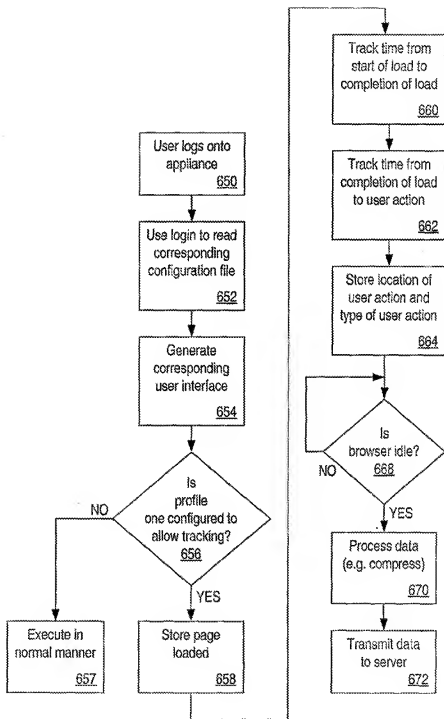 User logs onto
appliance
650
Use login to read
corresponding
configuration file
652
Generate
corresponding
user interface
654
Is
profile
one configured to
allow tracking?
656
NO
YES
Execute in
normal manner
657
Store page
loaded
658
Track time from
start of load to
completion of load
660
Track time from
completion of load
to user action
662
Store location of
user action and
type of user action
664
Is
browser idle?
668
NO
YES
Process data
(e.g. compress)
670
Transmit data
to server
672